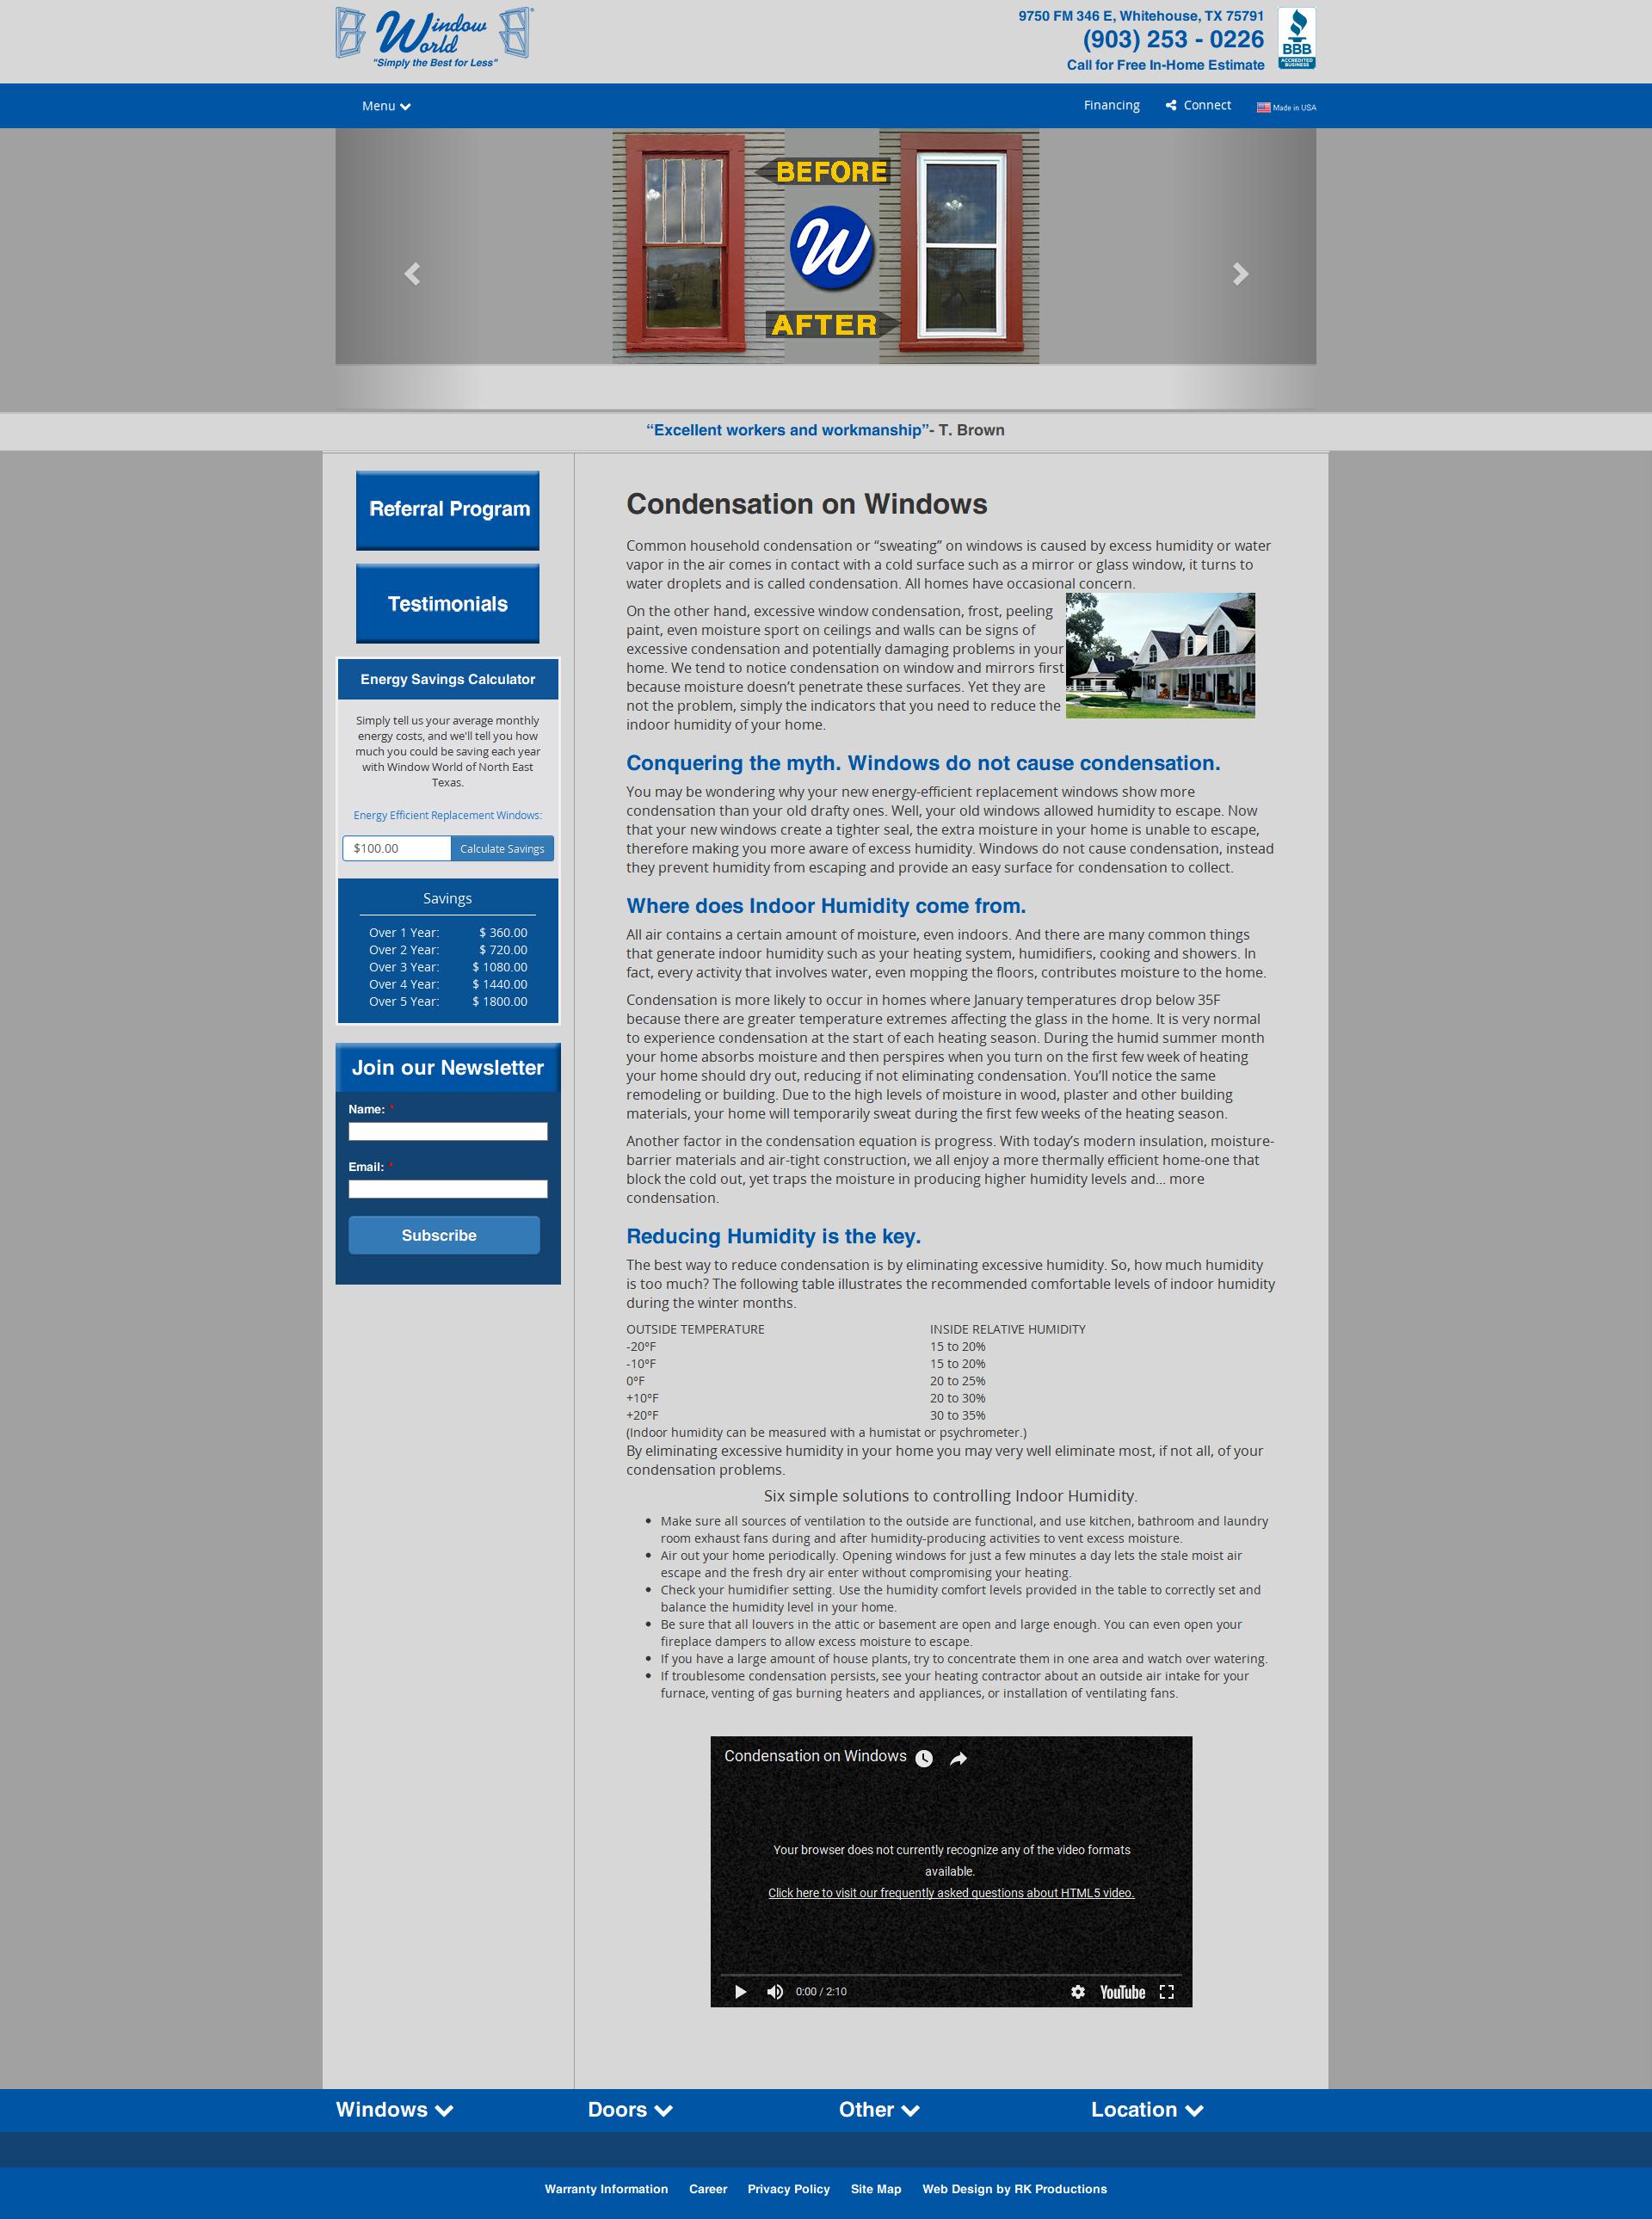 Window World
"Simply the Best for Less"
9750 FM 346 E, Whitehouse, TX 75791
(903) 253 - 0226
Call for Free In-Home Estimate
BBB
ACCREDITED BUSINESS
Menu
Financing
Connect
Made in USA
BEFORE
W
AFTER
“Excellent workers and workmanship”- T. Brown
Referral Program
Testimonials
Energy Savings Calculator
Simply tell us your average monthly
energy costs, and we'll tell you how
much you could be saving each year
with Window World of North East
Texas.
Energy Efficient Replacement Windows:
$100.00 Calculate Savings
Savings
Over 1 Year: $ 360.00
Over 2 Year: $ 720.00
Over 3 Year: $ 1080.00
Over 4 Year: $ 1440.00
Over 5 Year: $ 1800.00
Join our Newsletter
Name: *
Email: *
Subscribe
Condensation on Windows
Common household condensation or “sweating” on windows is caused by excess humidity or water
vapor in the air comes in contact with a cold surface such as a mirror or glass window, it turns to
water droplets and is called condensation. All homes have occasional concern.
On the other hand, excessive window condensation, frost, peeling
paint, even moisture sport on ceilings and walls can be signs of
excessive condensation and potentially damaging problems in your
home. We tend to notice condensation on window and mirrors first
because moisture doesn’t penetrate these surfaces. Yet they are
not the problem, simply the indicators that you need to reduce the
indoor humidity of your home.
Conquering the myth. Windows do not cause condensation.
You may be wondering why your new energy-efficient replacement windows show more
condensation than your old drafty ones. Well, your old windows allowed humidity to escape. Now
that your new windows create a tighter seal, the extra moisture in your home is unable to escape,
therefore making you more aware of excess humidity. Windows do not cause condensation, instead
they prevent humidity from escaping and provide an easy surface for condensation to collect.
Where does Indoor Humidity come from.
All air contains a certain amount of moisture, even indoors. And there are many common things
that generate indoor humidity such as your heating system, humidifiers, cooking and showers. In
fact, every activity that involves water, even mopping the floors, contributes moisture to the home.
Condensation is more likely to occur in homes where January temperatures drop below 35F
because there are greater temperature extremes affecting the glass in the home. It is very normal
to experience condensation at the start of each heating season. During the humid summer month
your home absorbs moisture and then perspires when you turn on the first few week of heating
your home should dry out, reducing if not eliminating condensation. You’ll notice the same
remodeling or building. Due to the high levels of moisture in wood, plaster and other building
materials, your home will temporarily sweat during the first few weeks of the heating season.
Another factor in the condensation equation is progress. With today’s modern insulation, moisture-
barrier materials and air-tight construction, we all enjoy a more thermally efficient home-one that
block the cold out, yet traps the moisture in producing higher humidity levels and… more
condensation.
Reducing Humidity is the key.
The best way to reduce condensation is by eliminating excessive humidity. So, how much humidity
is too much? The following table illustrates the recommended comfortable levels of indoor humidity
during the winter months.
OUTSIDE TEMPERATURE INSIDE RELATIVE HUMIDITY
-20ºF 15 to 20%
-10ºF 15 to 20%
0ºF 20 to 25%
+10ºF 20 to 30%
+20ºF 30 to 35%
(Indoor humidity can be measured with a humistat or psychrometer.)
By eliminating excessive humidity in your home you may very well eliminate most, if not all, of your
condensation problems.
Six simple solutions to controlling Indoor Humidity.
• Make sure all sources of ventilation to the outside are functional, and use kitchen, bathroom and laundry
room exhaust fans during and after humidity-producing activities to vent excess moisture.
• Air out your home periodically. Opening windows for just a few minutes a day lets the stale moist air
escape and the fresh dry air enter without compromising your heating.
• Check your humidifier setting. Use the humidity comfort levels provided in the table to correctly set and
balance the humidity level in your home.
• Be sure that all louvers in the attic or basement are open and large enough. You can even open your
fireplace dampers to allow excess moisture to escape.
• If you have a large amount of house plants, try to concentrate them in one area and watch over watering.
• If troublesome condensation persists, see your heating contractor about an outside air intake for your
furnace, venting of gas burning heaters and appliances, or installation of ventilating fans.
Condensation on Windows
Your browser does not currently recognize any of the video formats
available.
Click here to visit our frequently asked questions about HTML5 video.
0:00 / 2:10
YouTube
Windows
Doors
Other
Location
Warranty Information Career Privacy Policy Site Map Web Design by RK Productions